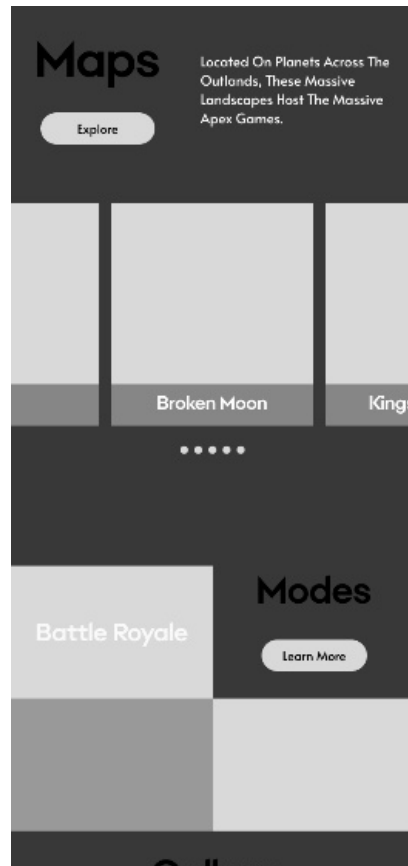 Maps
Located On Planets Across The
Outlands, These Massive
Landscapes Host The Massive
Apex Games.
Explore
Broken Moon
Kings
Modes
Battle Royale
Learn More